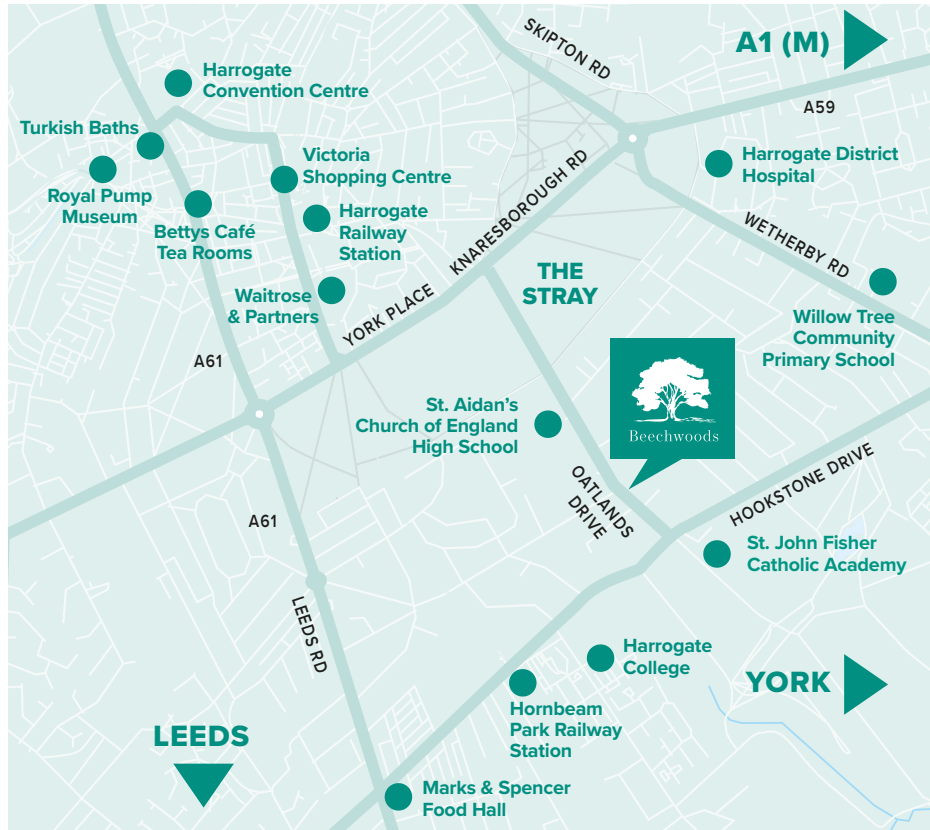 SKIPTON RD
A1 (M)
Harrogate
Convention Centre
A59
Turkish Baths
Victoria
Shopping Centre
Harrogate District
Hospital
Royal Pump
Museum
Bettys Café
Tea Rooms
Harrogate
Railway
Station
KNARESBOROUGH RD
WETHERBY RD
THE
STRAY
Waitrose
& Partners
YORK PLACE
Willow Tree
Community
Primary School
A61
St. Aidan's
Church of England
High School
Beechwoods
OATLANDS
DRIVE
HOOKSTONE DRIVE
A61
St. John Fisher
Catholic Academy
LEEDS RD
Harrogate
College
YORK
Hornbeam
Park Railway
Station
LEEDS
Marks & Spencer
Food Hall